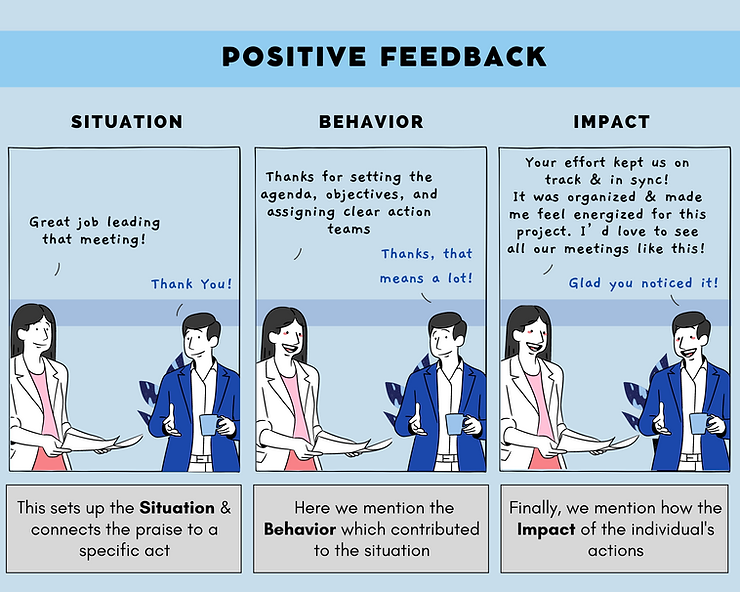 POSITIVE FEEDBACK
SITUATION
Great job leading
that meeting!
Thank You!
This sets up the Situation &
connects the praise to a
specific act
BEHAVIOR
Thanks for setting the
agenda, objectives, and
assigning clear action
teams
Thanks, that
means a lot!
Here we mention the
Behavior which contributed
to the situation
IMPACT
Your effort kept us on
track & in sync!
It was organized & made
me feel energized for this
project. I'd love to see
all our meetings like this!
Glad you noticed it!
Finally, we mention how the
Impact of the individual's
actions